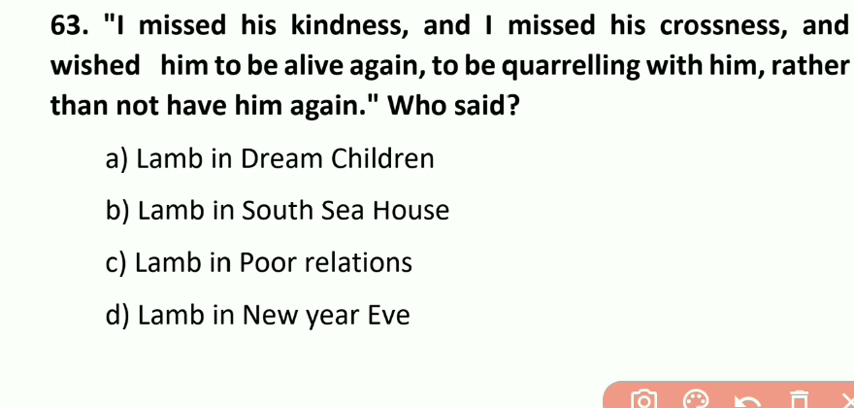 63. "I missed his kindness, and I missed his crossness, and
wished him to be alive again, to be quarrelling with him, rather
than not have him again." Who said?
a) Lamb in Dream Children
b) Lamb in South Sea House
c) Lamb in Poor relations
d) Lamb in New year Eve